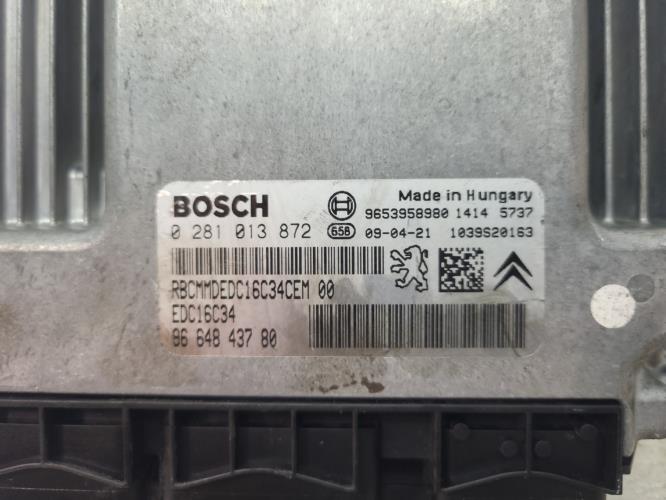 Made in Hungary
BOSCH 9653958980 1414 5737
0 281 013 872 658 09-04-21 1039S20163
RBCMMDEDC16C34CEM 00
EDC16C34
96 648 437 80